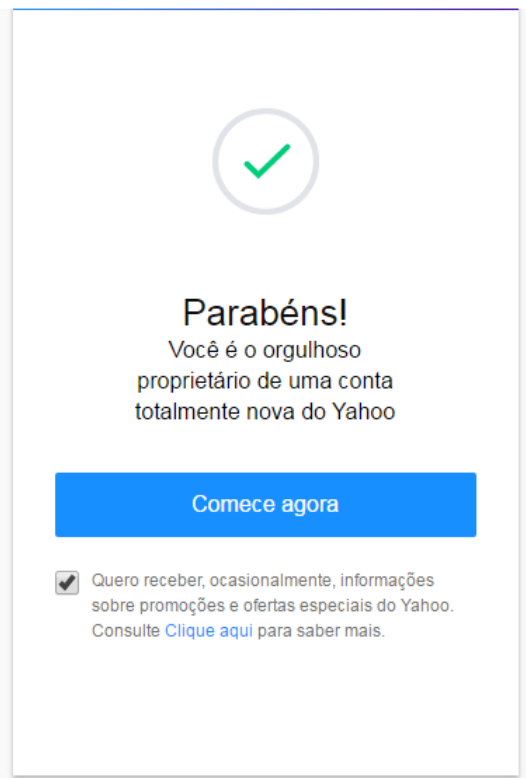 Parabéns!
Você é o orgulhoso
proprietário de uma conta
totalmente nova do Yahoo
Comece agora
Quero receber, ocasionalmente, informações
sobre promoções e ofertas especiais do Yahoo.
Consulte Clique aqui para saber mais.